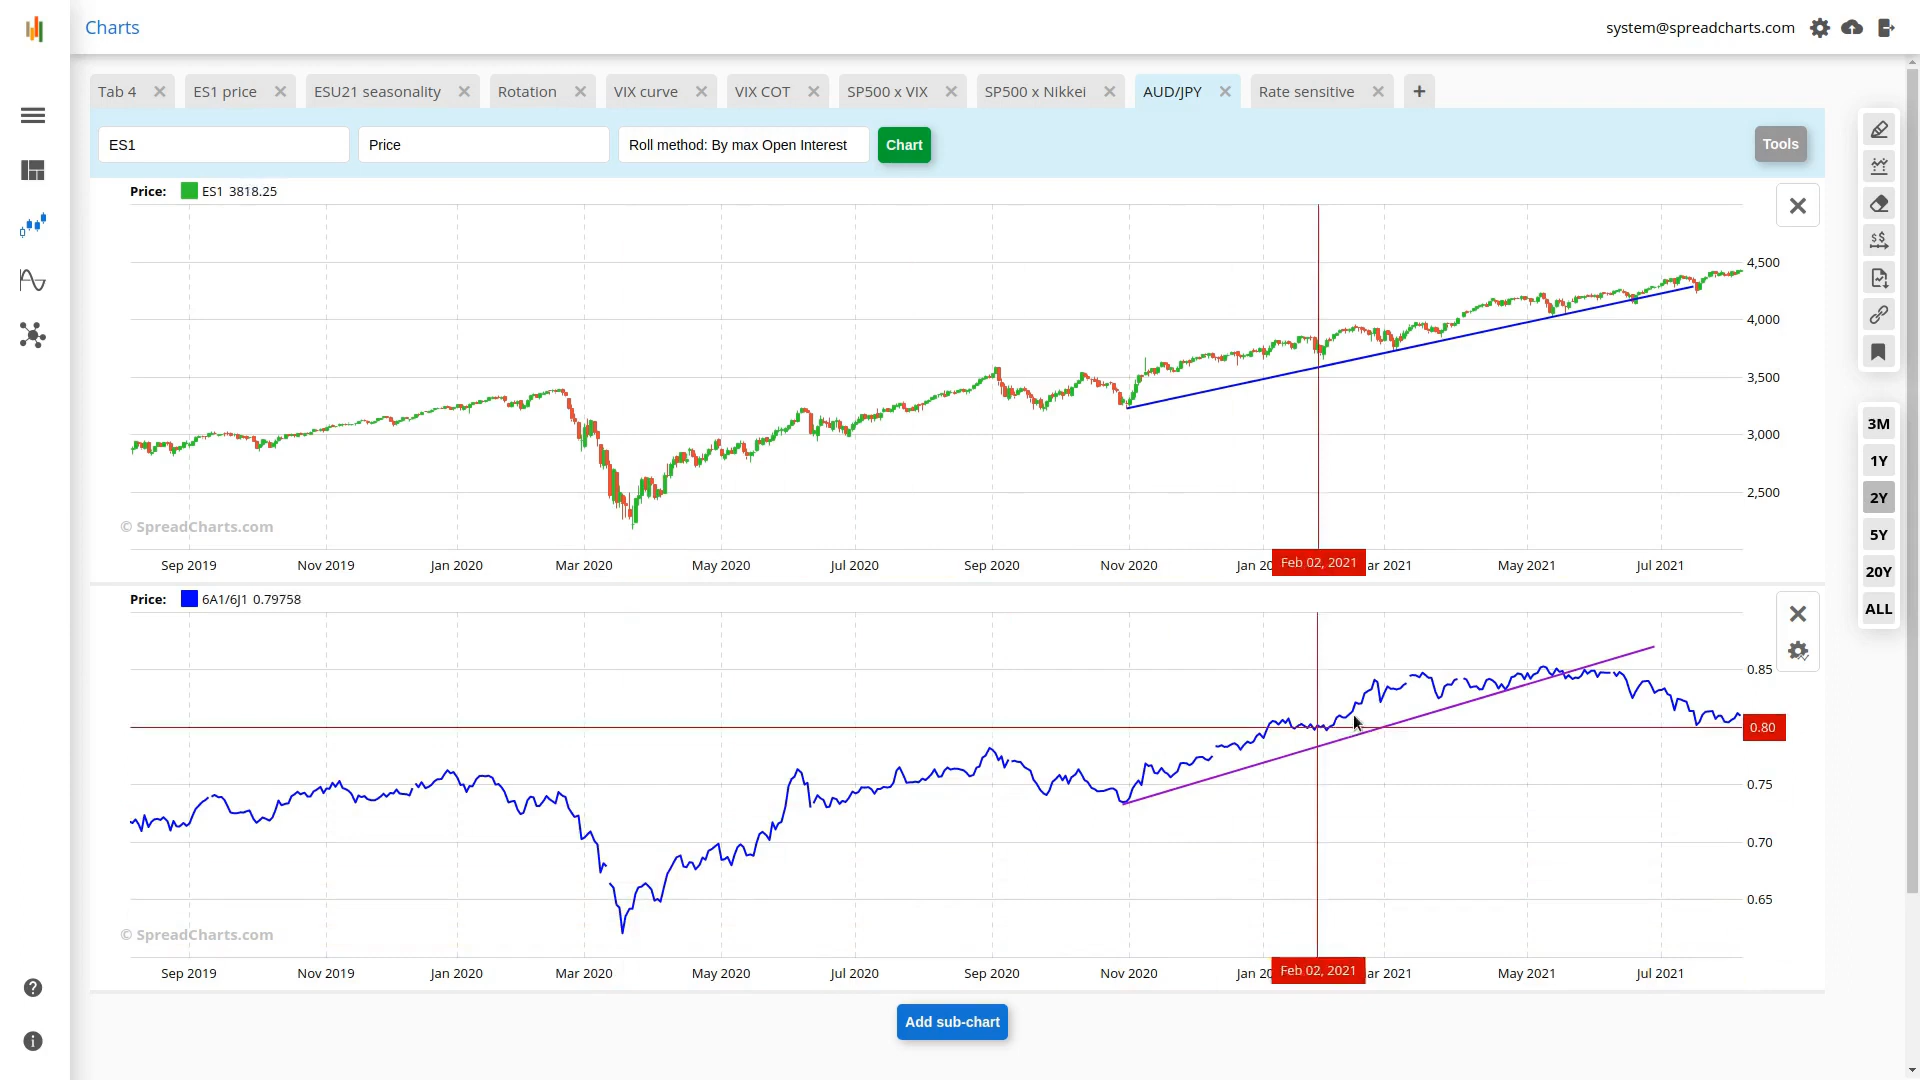 Charts
system@spreadcharts.com
Tab 4
ES1 price
ESU21 seasonality
Rotation
VIX curve
VIX COT
SP500 x VIX
SP500 x Nikkei
AUD/JPY
Rate sensitive
+
ES1
Price
Roll method: By max Open Interest
Chart
Tools
Price: ES1 3818.25
4,500
4,000
3,500
3,000
2,500
© SpreadCharts.com
Sep 2019 Nov 2019 Jan 2020 Mar 2020 May 2020 Jul 2020 Sep 2020 Nov 2020 Jan 20 Feb 02, 2021 ar 2021 May 2021 Jul 2021
Price: 6A1/6J1 0.79758
0.85
0.80
0.75
0.70
0.65
© SpreadCharts.com
Sep 2019 Nov 2019 Jan 2020 Mar 2020 May 2020 Jul 2020 Sep 2020 Nov 2020 Jan 20 Feb 02, 2021 ar 2021 May 2021 Jul 2021
Add sub-chart
$$
3M
1Y
2Y
5Y
20Y
ALL